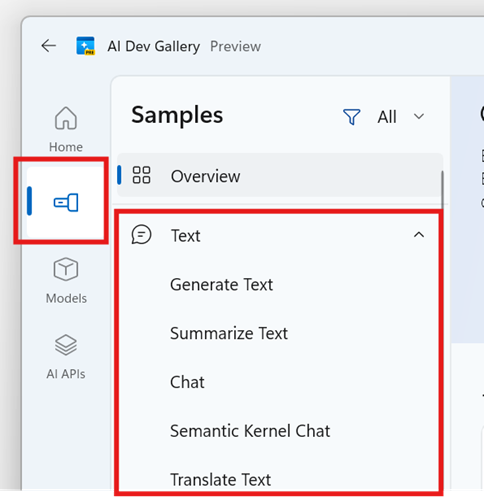 AI Dev Gallery Preview
Home
Models
AI APIs
Samples
All
Overview
Text
Generate Text
Summarize Text
Chat
Semantic Kernel Chat
Translate Text